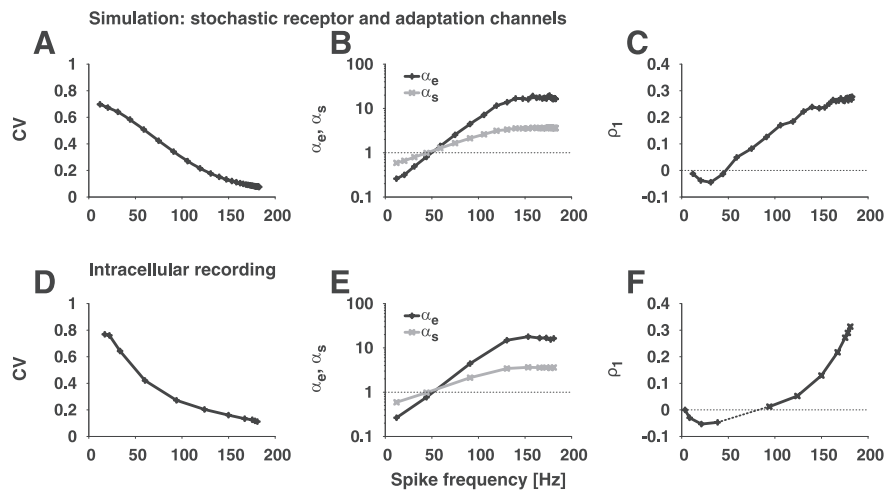 Simulation: stochastic receptor and adaptation channels
A
B
C
CV
1
0.8
0.6
0.4
0.2
0
0 50 100 150 200
αe, αs
αe
αs
100
10
1
0.1
0 50 100 150 200
ρ1
0.4
0.3
0.2
0.1
0
-0.1
0 50 100 150 200
Intracellular recording
D
E
F
CV
1
0.8
0.6
0.4
0.2
0
0 50 100 150 200
αe, αs
αe
αs
100
10
1
0.1
0 50 100 150 200
ρ1
0.4
0.3
0.2
0.1
0
-0.1
0 50 100 150 200
Spike frequency [Hz]